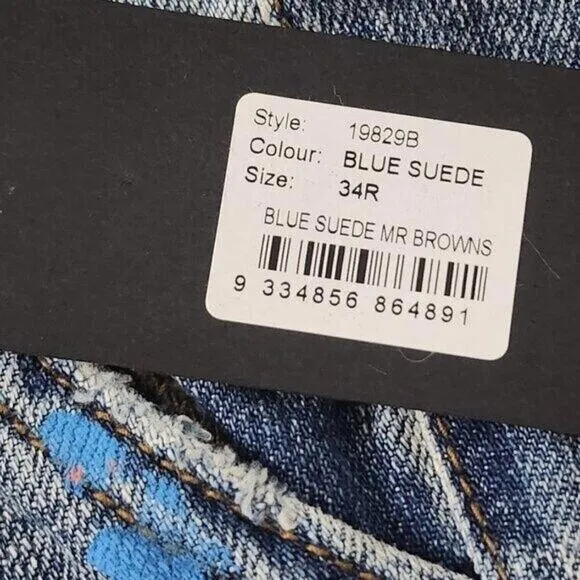 Style: 19829B
Colour: BLUE SUEDE
Size: 34R
BLUE SUEDE MR BROWNS
9 334856 864891